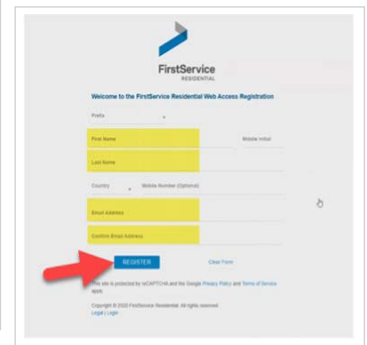 FirstService
RESIDENTIAL
Welcome to the FirstService Residential Web Access Registration
Prefix
First Name Middle Initial
Last Name
Country Mobile Number (Optional)
Email Address
Confirm Email Address
REGISTER Clear Form
This site is protected by reCAPTCHA and the Google Privacy Policy and Terms of Service
apply.
Copyright © 2020 FirstService Residential. All rights reserved.
Legal | Login